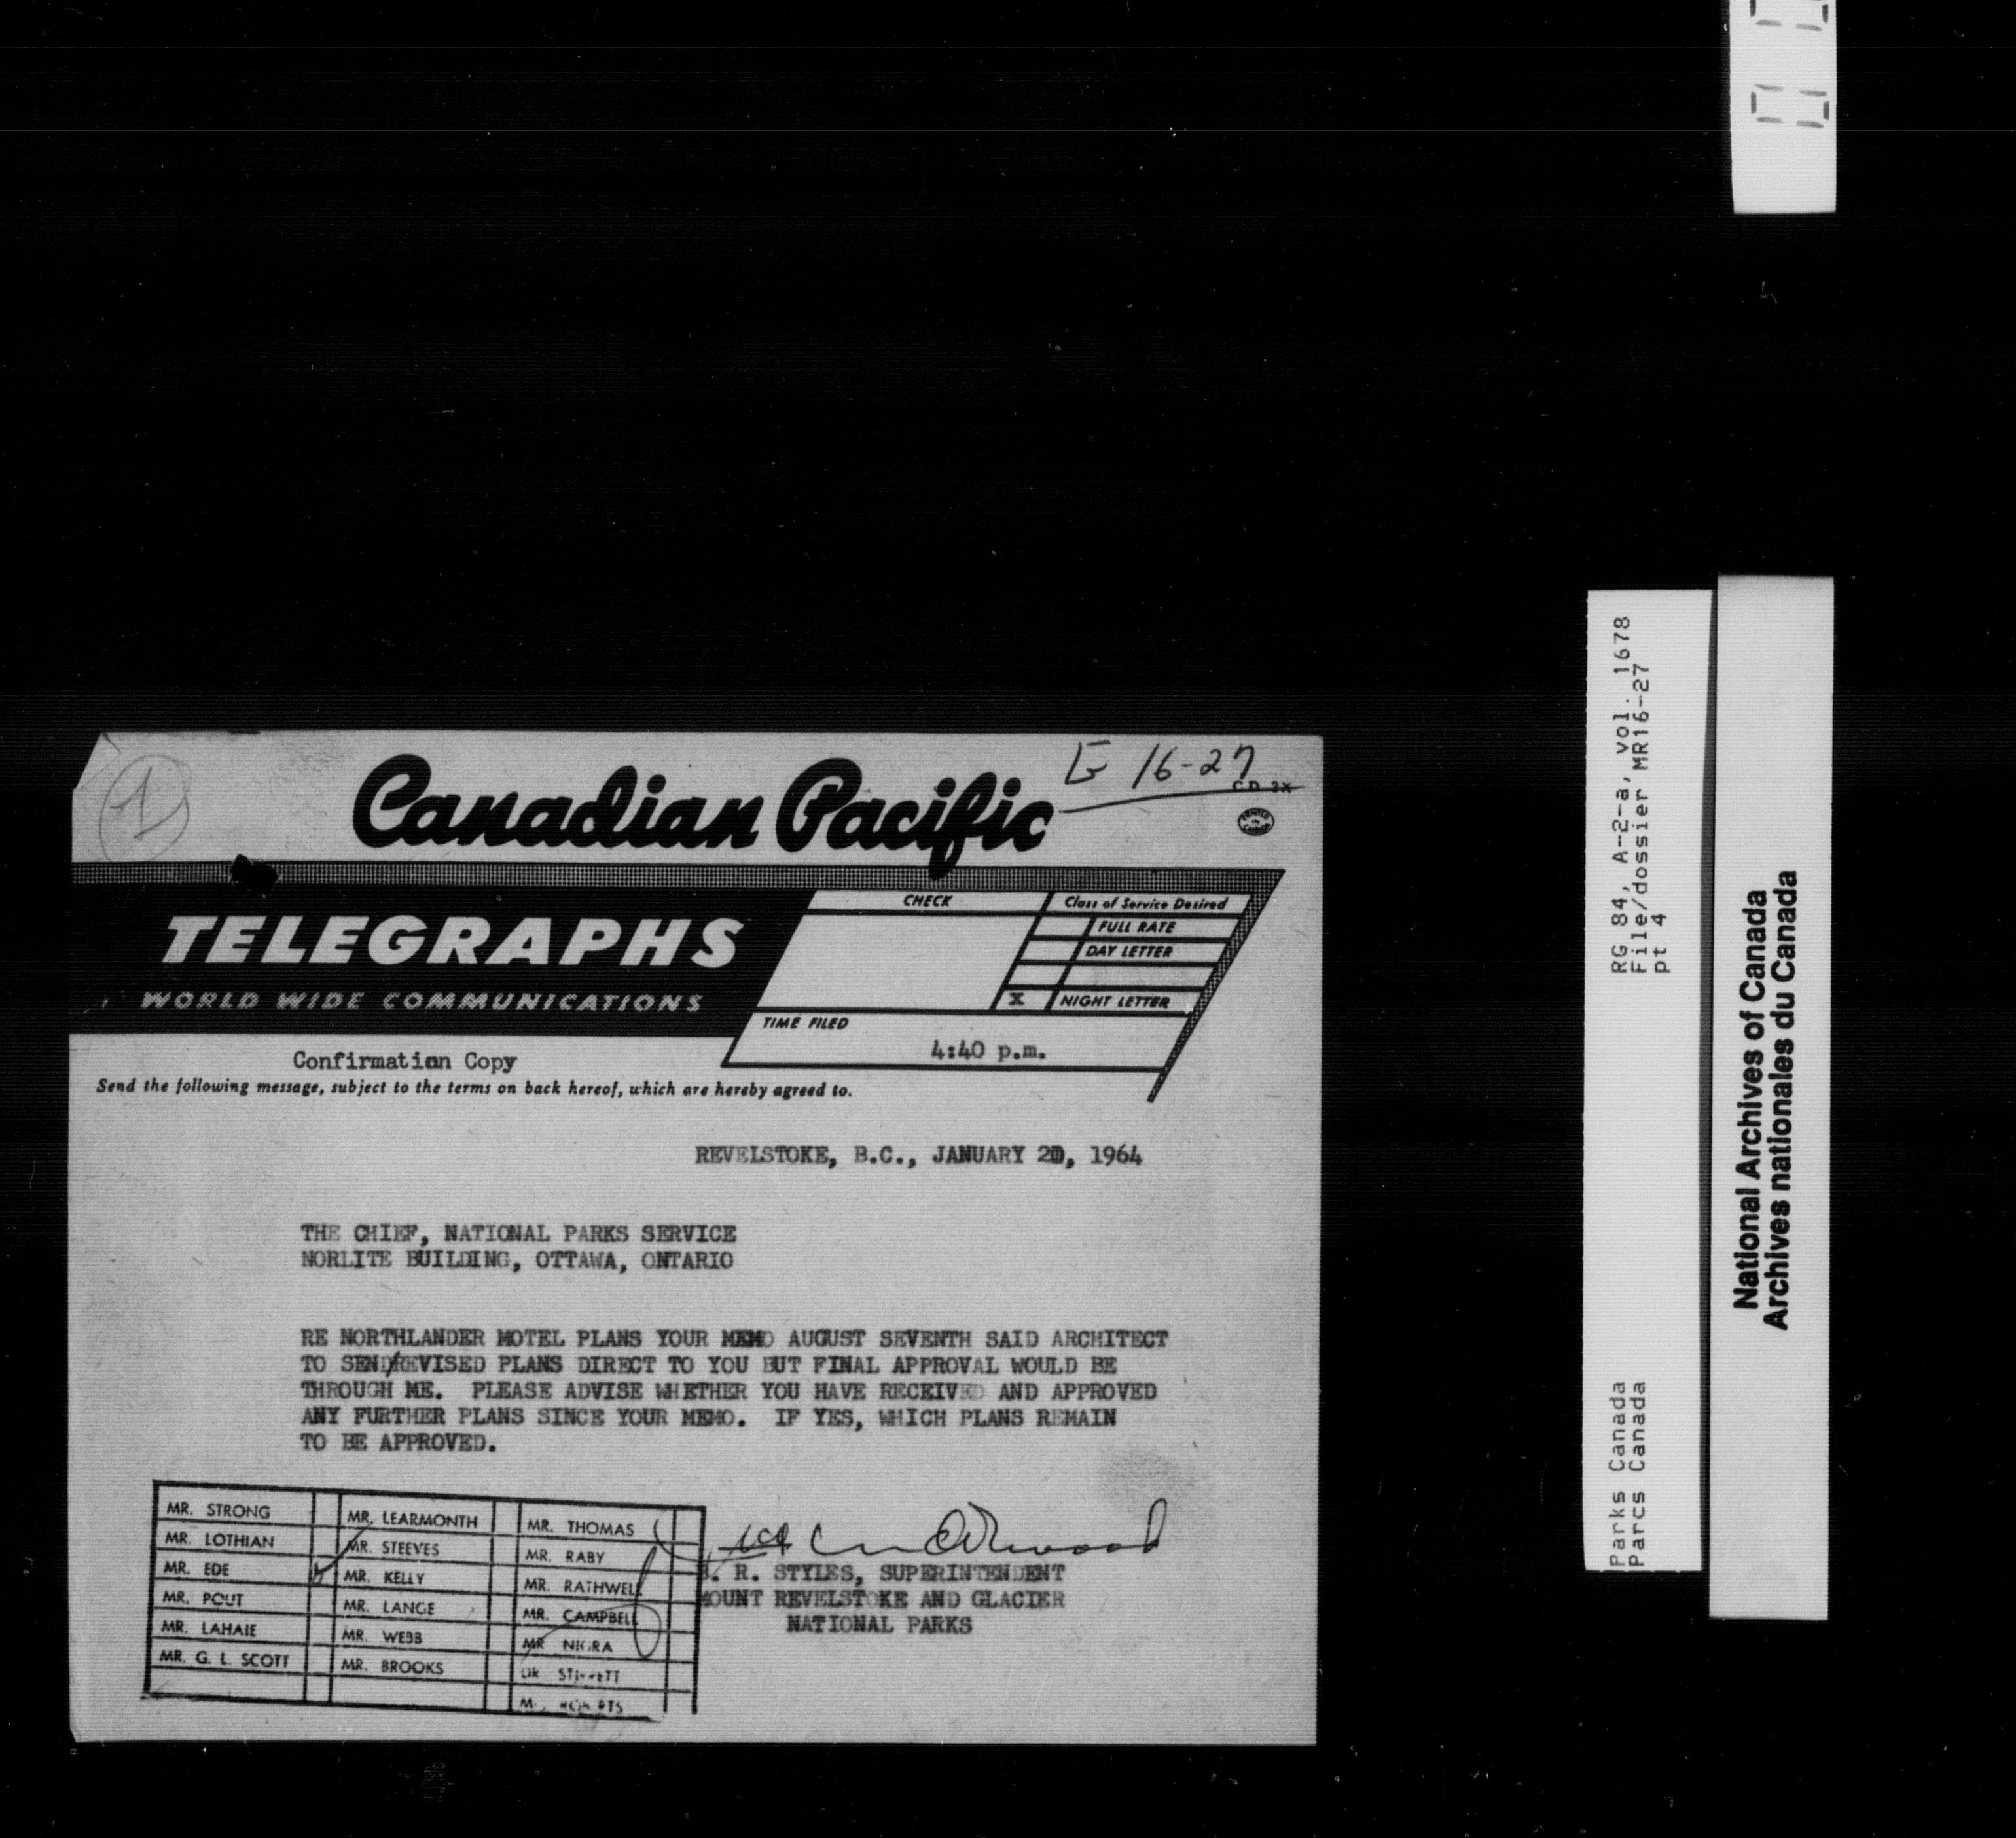 1
Canadian Pacific
16-27
CD 2X
PRINTED IN CANADA
TELEGRAPHS
WORLD WIDE COMMUNICATIONS
CHECK
Class of Service Desired
FULL RATE
DAY LETTER
X NIGHT LETTER
TIME FILED
4:40 p.m.
Confirmation Copy
Send the following message, subject to the terms on back hereof, which are hereby agreed to.
REVELSTOKE, B.C., JANUARY 20, 1964
THE CHIEF, NATIONAL PARKS SERVICE
NORLITE BUILDING, OTTAWA, ONTARIO
RE NORTHLANDER MOTEL PLANS YOUR MEMO AUGUST SEVENTH SAID ARCHITECT
TO SEND/REVISED PLANS DIRECT TO YOU BUT FINAL APPROVAL WOULD BE
THROUGH ME. PLEASE ADVISE WHETHER YOU HAVE RECEIVED AND APPROVED
ANY FURTHER PLANS SINCE YOUR MEMO. IF YES, WHICH PLANS REMAIN
TO BE APPROVED.
R. STYLES, SUPERINTENDENT
MOUNT REVELSTOKE AND GLACIER
NATIONAL PARKS
MR. STRONG
MR. LOTHIAN
MR. EDE
MR. POUT
MR. LAHAIE
MR. G. L. SCOTT
MR. LEARMONTH
MR. STEEVES
MR. KELLY
MR. LANGE
MR. WEBB
MR. BROOKS
MR. THOMAS
MR. RABY
MR. RATHWELL
MR. CAMPBELL
MR
DR
RG 84, A-2-a, vol. 1678
File/dossier MR16-27
pt 4
Parks Canada
Parcs Canada
National Archives of Canada
Archives nationales du Canada